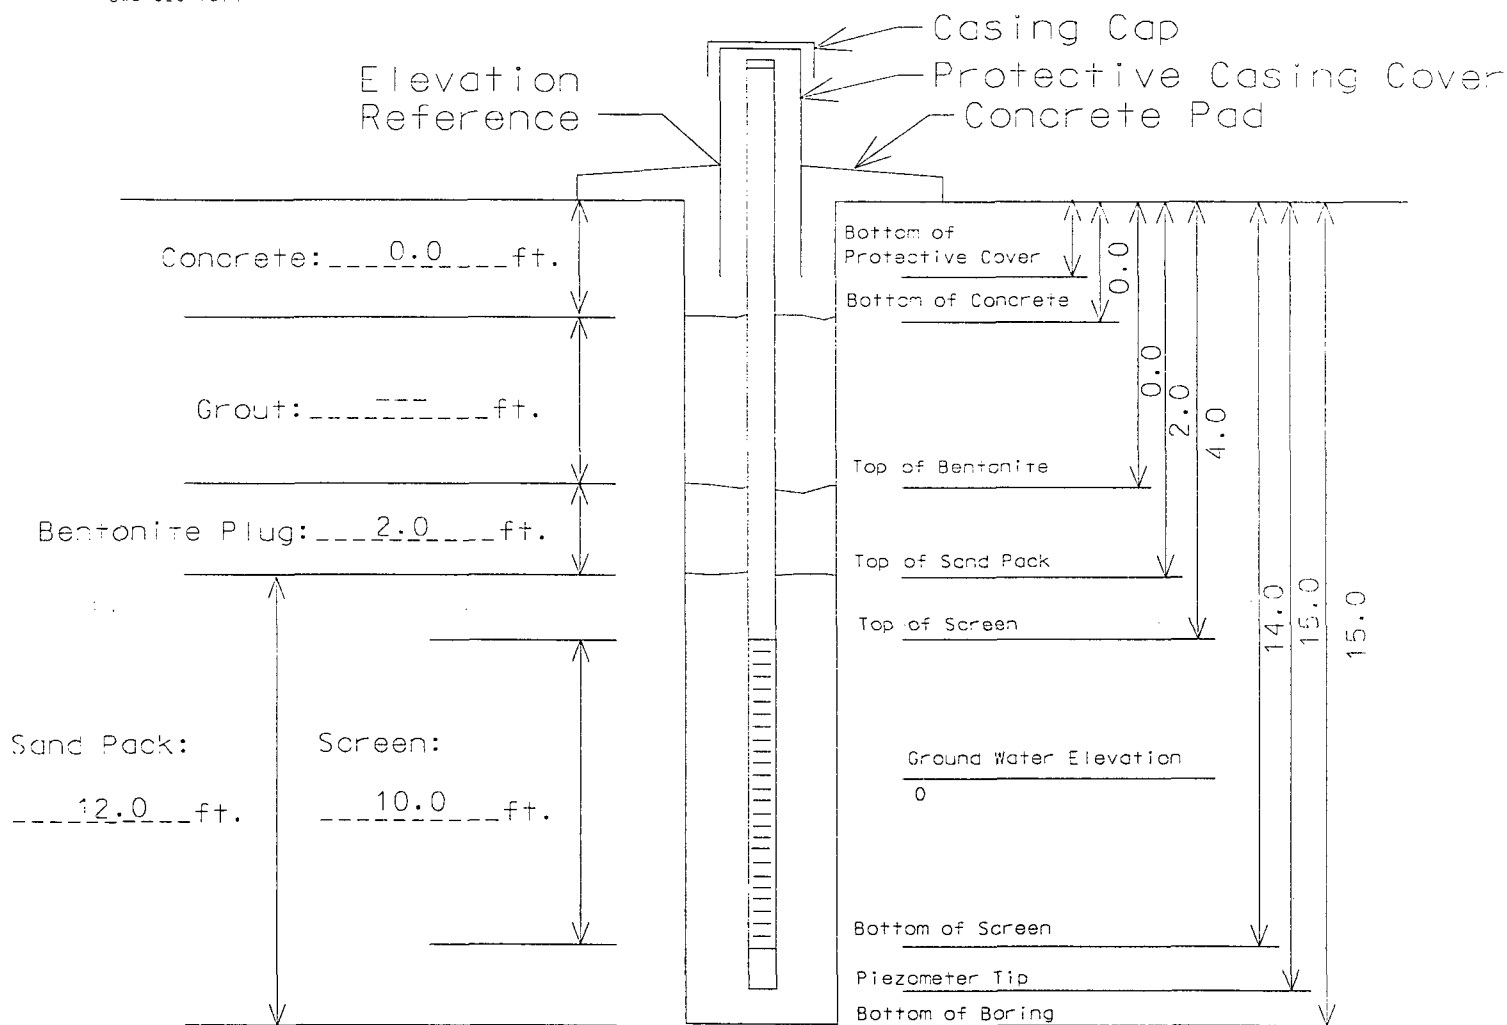 Casing Cap
Elevation
Reference
Protective Casing Cover
Concrete Pad
Concrete: 0.0 ft.
Bottom of
Protective Cover
0.0
Bottom of Concrete
Grout: --- ft.
0.0
2.0
4.0
Top of Bentonite
Bentonite Plug: 2.0 ft.
Top of Sand Pack
Top of Screen
14.0
15.0
15.0
Sand Pack:
12.0 ft.
Screen:
10.0 ft.
Ground Water Elevation
0
Bottom of Screen
Piezometer Tip
Bottom of Boring